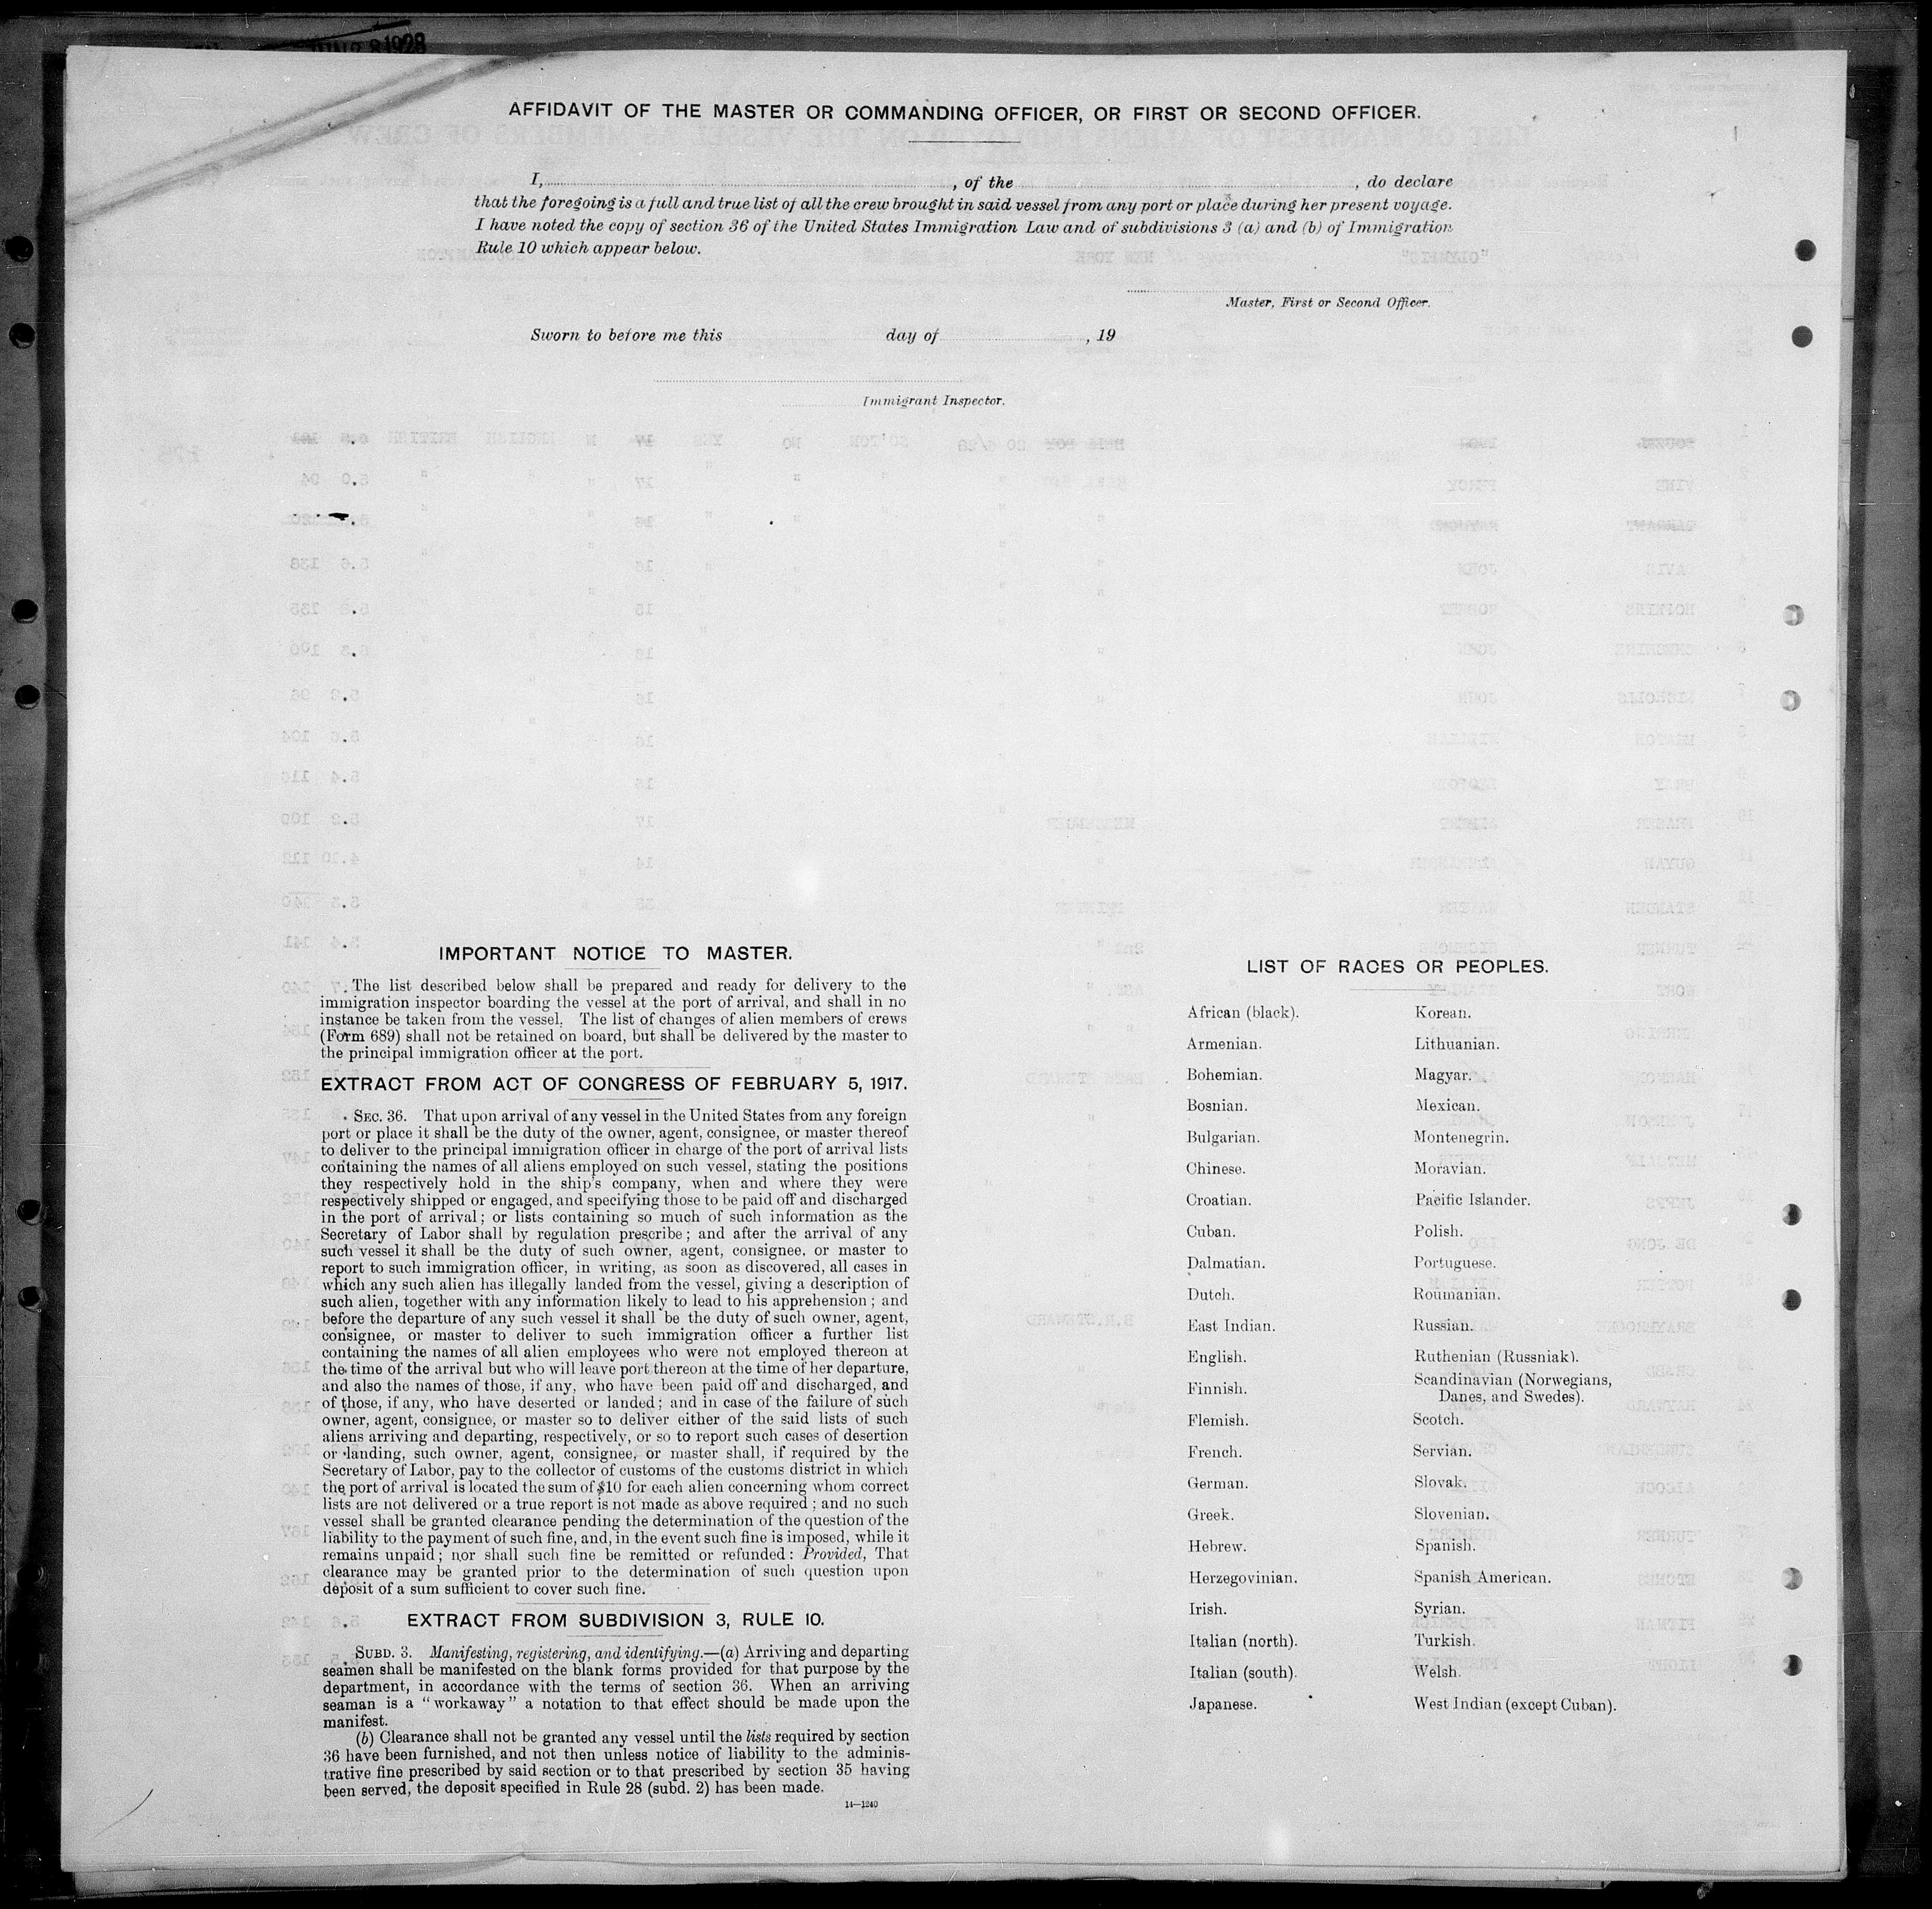 1928
AFFIDAVIT OF THE MASTER OR COMMANDING OFFICER, OR FIRST OR SECOND OFFICER.
I, , of the , do declare
that the foregoing is a full and true list of all the crew brought in said vessel from any port or place during her present voyage.
I have noted the copy of section 36 of the United States Immigration Law and of subdivisions 3 (a) and (b) of Immigration
Rule 10 which appear below.
Master, First or Second Officer.
Sworn to before me this day of , 19
Immigrant Inspector.
IMPORTANT NOTICE TO MASTER.
The list described below shall be prepared and ready for delivery to the
immigration inspector boarding the vessel at the port of arrival, and shall in no
instance be taken from the vessel. The list of changes of alien members of crews
(Form 689) shall not be retained on board, but shall be delivered by the master to
the principal immigration officer at the port.
EXTRACT FROM ACT OF CONGRESS OF FEBRUARY 5, 1917.
SEC. 36. That upon arrival of any vessel in the United States from any foreign
port or place it shall be the duty of the owner, agent, consignee, or master thereof
to deliver to the principal immigration officer in charge of the port of arrival lists
containing the names of all aliens employed on such vessel, stating the positions
they respectively hold in the ship's company, when and where they were
respectively shipped or engaged, and specifying those to be paid off and discharged
in the port of arrival; or lists containing so much of such information as the
Secretary of Labor shall by regulation prescribe; and after the arrival of any
such vessel it shall be the duty of such owner, agent, consignee, or master to
report to such immigration officer, in writing, as soon as discovered, all cases in
which any such alien has illegally landed from the vessel, giving a description of
such alien, together with any information likely to lead to his apprehension; and
before the departure of any such vessel it shall be the duty of such owner, agent,
consignee, or master to deliver to such immigration officer a further list
containing the names of all alien employees who were not employed thereon at
the time of the arrival but who will leave port thereon at the time of her departure,
and also the names of those, if any, who have been paid off and discharged, and
of those, if any, who have deserted or landed; and in case of the failure of such
owner, agent, consignee, or master so to deliver either of the said lists of such
aliens arriving and departing, respectively, or so to report such cases of desertion
or landing, such owner, agent, consignee, or master shall, if required by the
Secretary of Labor, pay to the collector of customs of the customs district in which
the port of arrival is located the sum of $10 for each alien concerning whom correct
lists are not delivered or a true report is not made as above required; and no such
vessel shall be granted clearance pending the determination of the question of the
liability to the payment of such fine, and, in the event such fine is imposed, while it
remains unpaid; nor shall such fine be remitted or refunded: Provided, That
clearance may be granted prior to the determination of such question upon
deposit of a sum sufficient to cover such fine.
EXTRACT FROM SUBDIVISION 3, RULE 10.
SUBD. 3. Manifesting, registering, and identifying.—(a) Arriving and departing
seamen shall be manifested on the blank forms provided for that purpose by the
department, in accordance with the terms of section 36. When an arriving
seaman is a "workaway" a notation to that effect should be made upon the
manifest.
(b) Clearance shall not be granted any vessel until the lists required by section
36 have been furnished, and not then unless notice of liability to the adminis-
trative fine prescribed by said section or to that prescribed by section 35 having
been served, the deposit specified in Rule 28 (subd. 2) has been made.
14—1240
LIST OF RACES OR PEOPLES.
African (black).
Armenian.
Bohemian.
Bosnian.
Bulgarian.
Chinese.
Croatian.
Cuban.
Dalmatian.
Dutch.
East Indian.
English.
Finnish.
Flemish.
French.
German.
Greek.
Hebrew.
Herzegovinian.
Irish.
Italian (north).
Italian (south).
Japanese.
Korean.
Lithuanian.
Magyar.
Mexican.
Montenegrin.
Moravian.
Pacific Islander.
Polish.
Portuguese.
Roumanian.
Russian.
Ruthenian (Russniak).
Scandinavian (Norwegians,
Danes, and Swedes).
Scotch.
Servian.
Slovak.
Slovenian.
Spanish.
Spanish American.
Syrian.
Turkish.
Welsh.
West Indian (except Cuban).